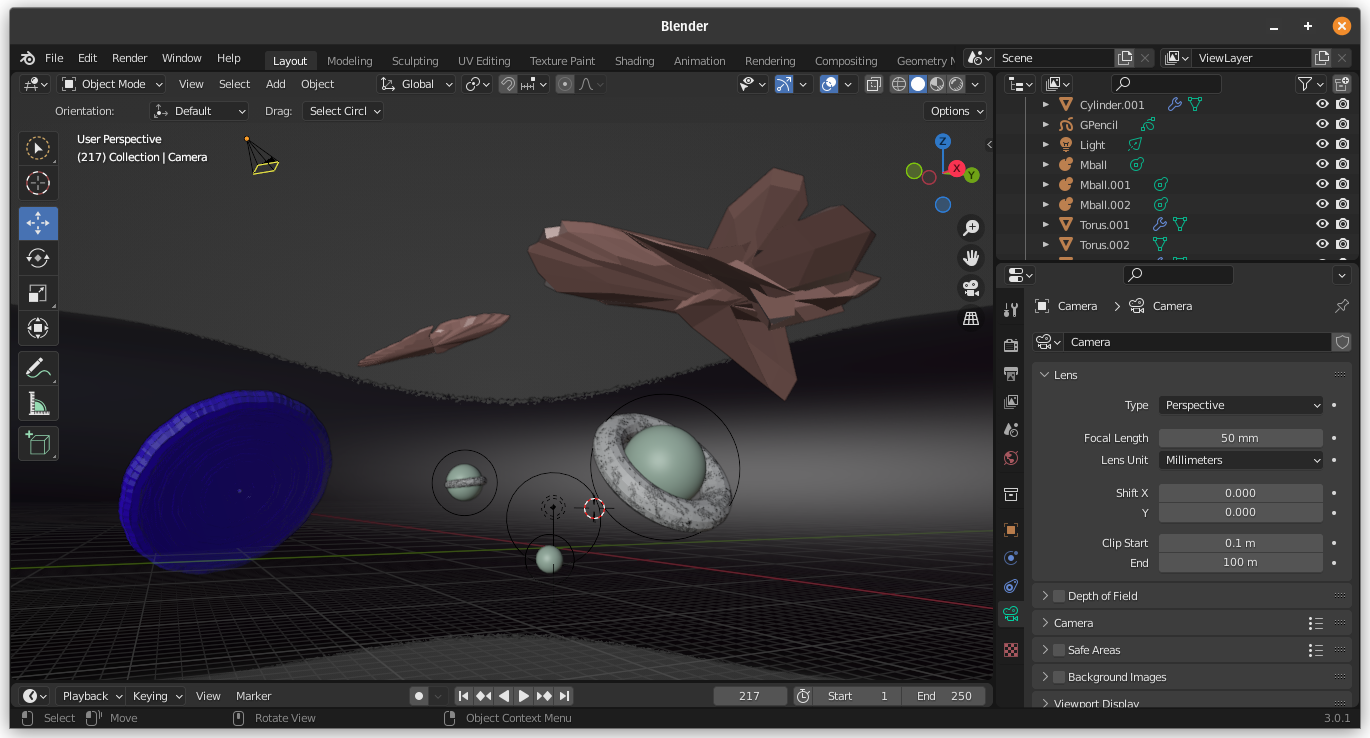 Blender
File Edit Render Window Help Layout Modeling Sculpting UV Editing Texture Paint Shading Animation Rendering Compositing Geometry N Scene ViewLayer
Object Mode View Select Add Object Global
Orientation: Default Drag: Select Circl Options
User Perspective
(217) Collection | Camera
Z
X
Y
Cylinder.001
GPencil
Light
Mball
Mball.001
Mball.002
Torus.001
Torus.002
Camera Camera
Camera
Lens
Type Perspective
Focal Length 50 mm
Lens Unit Millimeters
Shift X 0.000
Y 0.000
Clip Start 0.1 m
End 100 m
Depth of Field
Camera
Safe Areas
Background Images
Viewport Display
Playback Keying View Marker 217 Start 1 End 250
Select Move Rotate View Object Context Menu 3.0.1